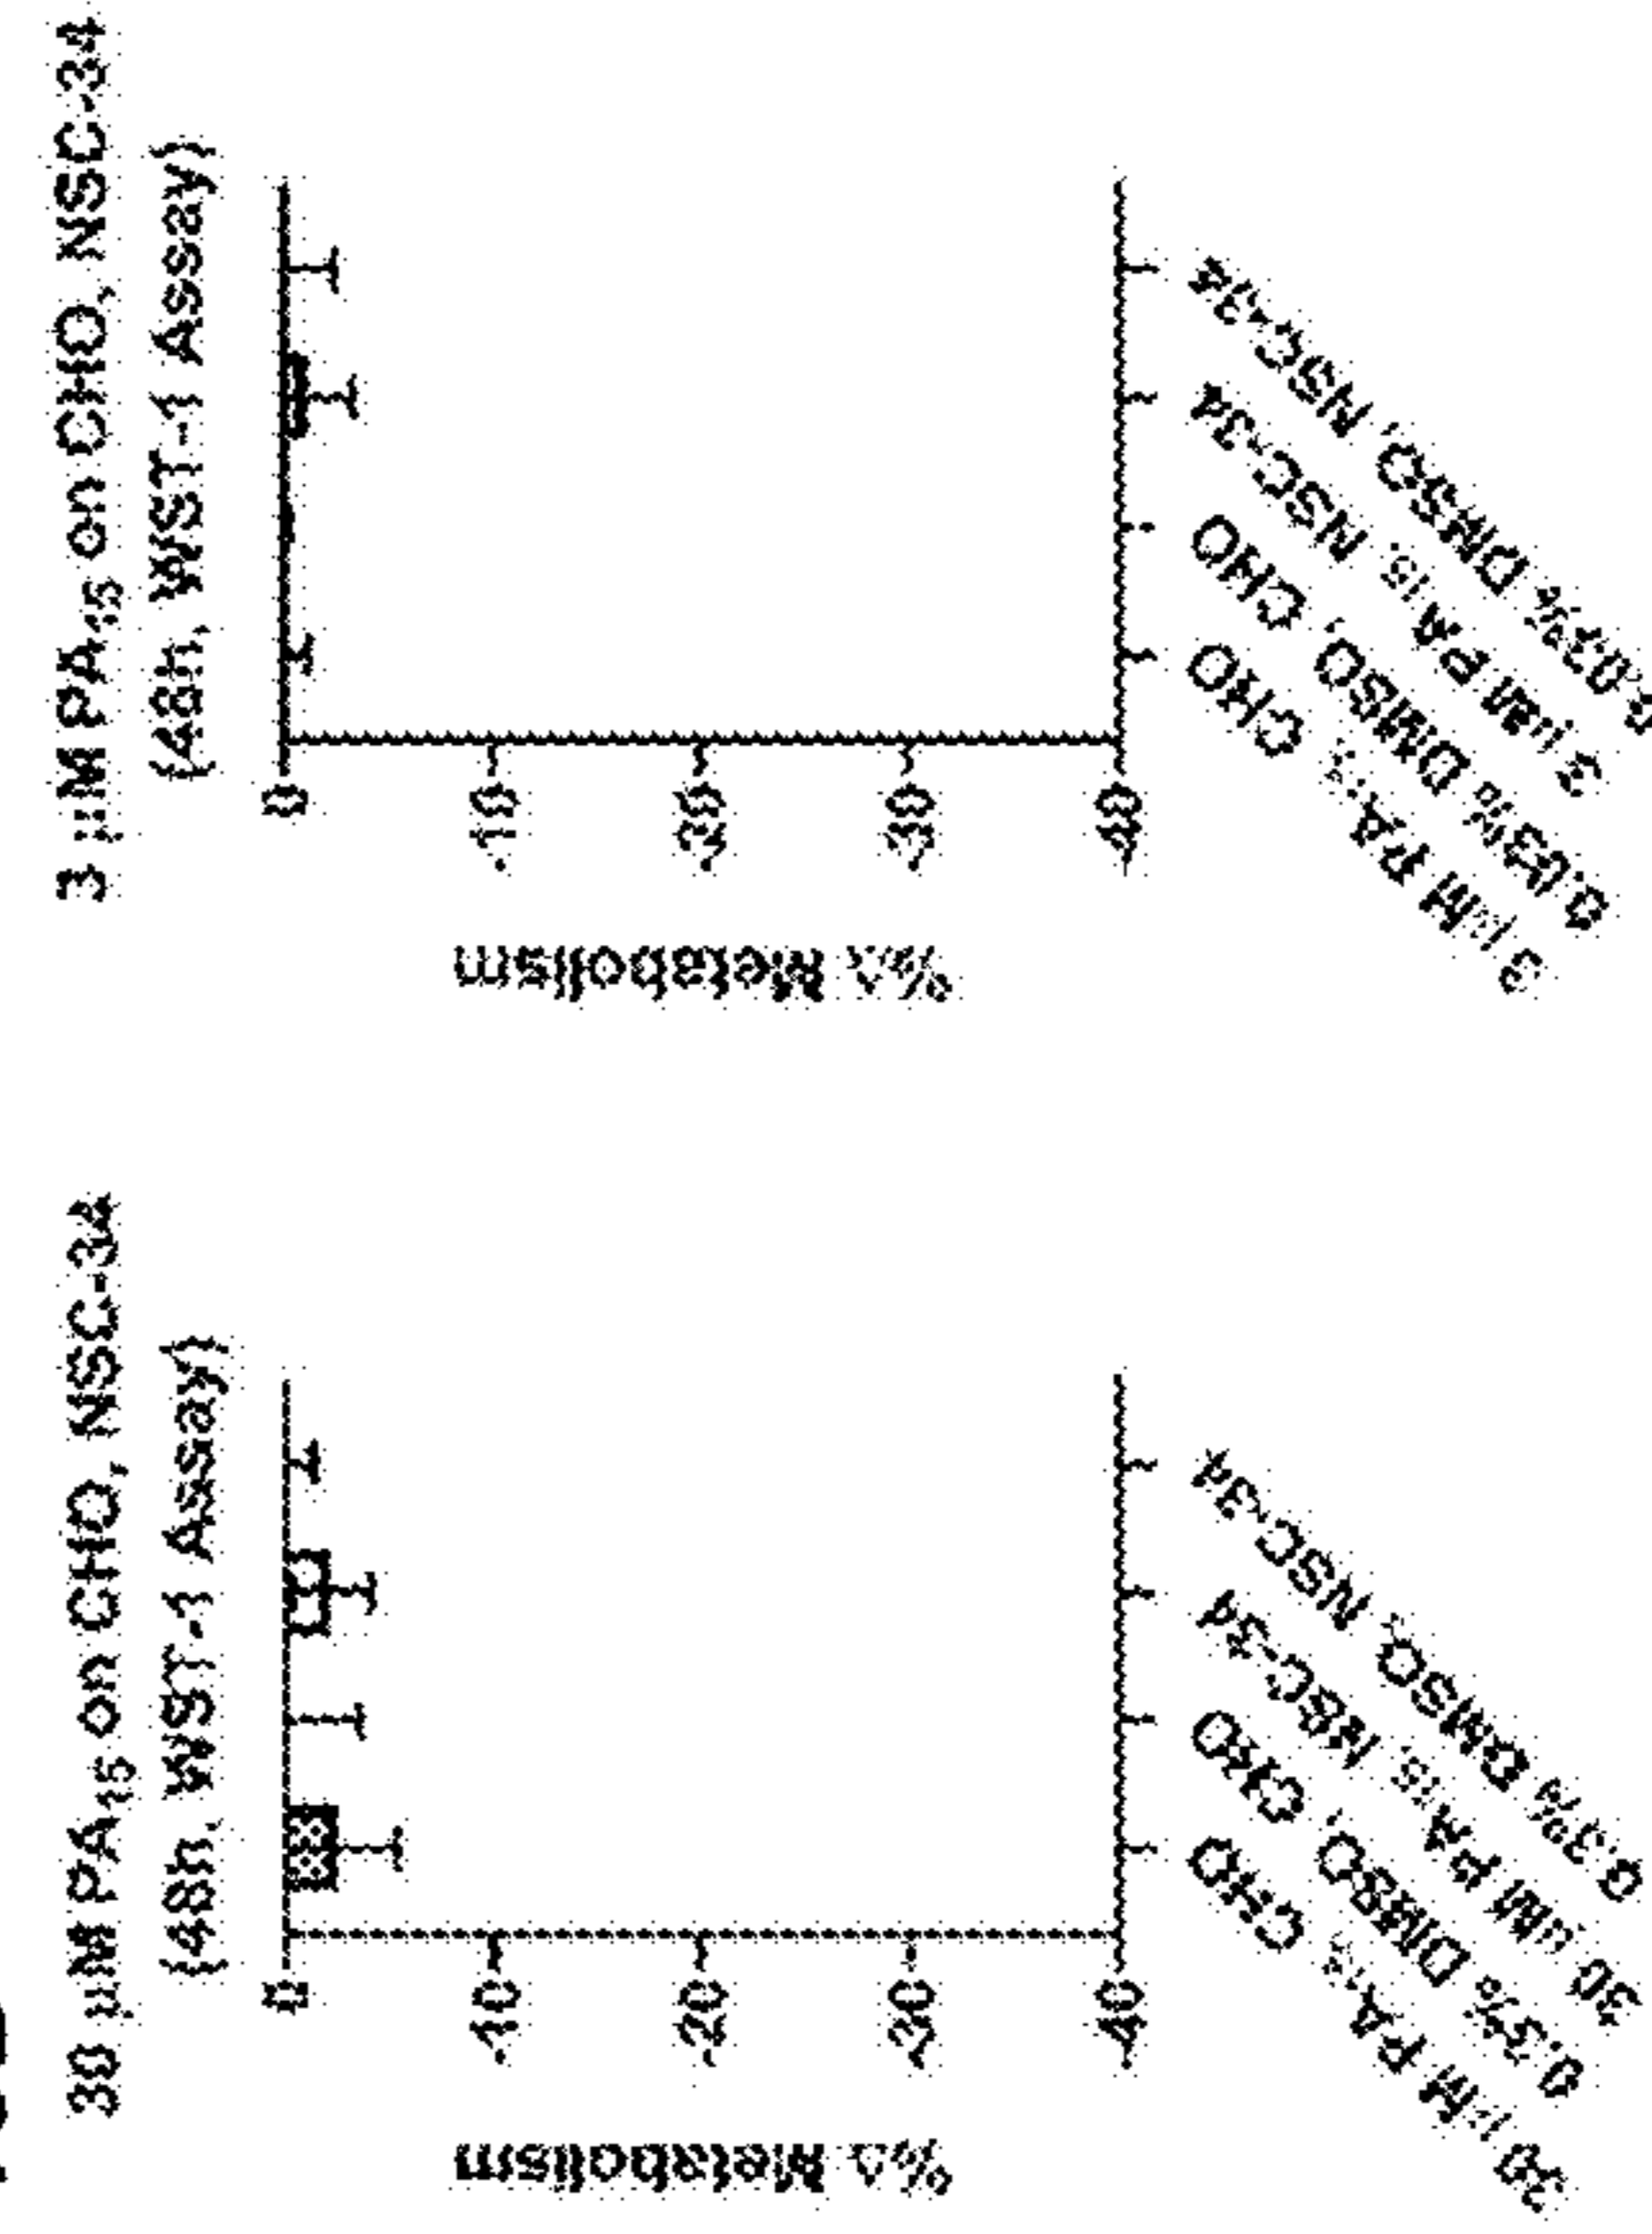 30 µM PA15 on CHO, NSC-34
(48h, WST-1 Assay)
%Δ Metabolism
0
-10
-20
-30
-40
30 µM PA15, CHO
0.3% DMSO, CHO
30 µM PA15, NSC-34
0.3% DMSO, NSC-34
3 µM PA15 on CHO, NSC-34
(48h, WST-1 Assay)
%Δ Metabolism
0
-10
-20
-30
-40
3 µM PA15, CHO
0.03% DMSO, CHO
3 µM PA15, NSC-34
0.03% DMSO, NSC-34